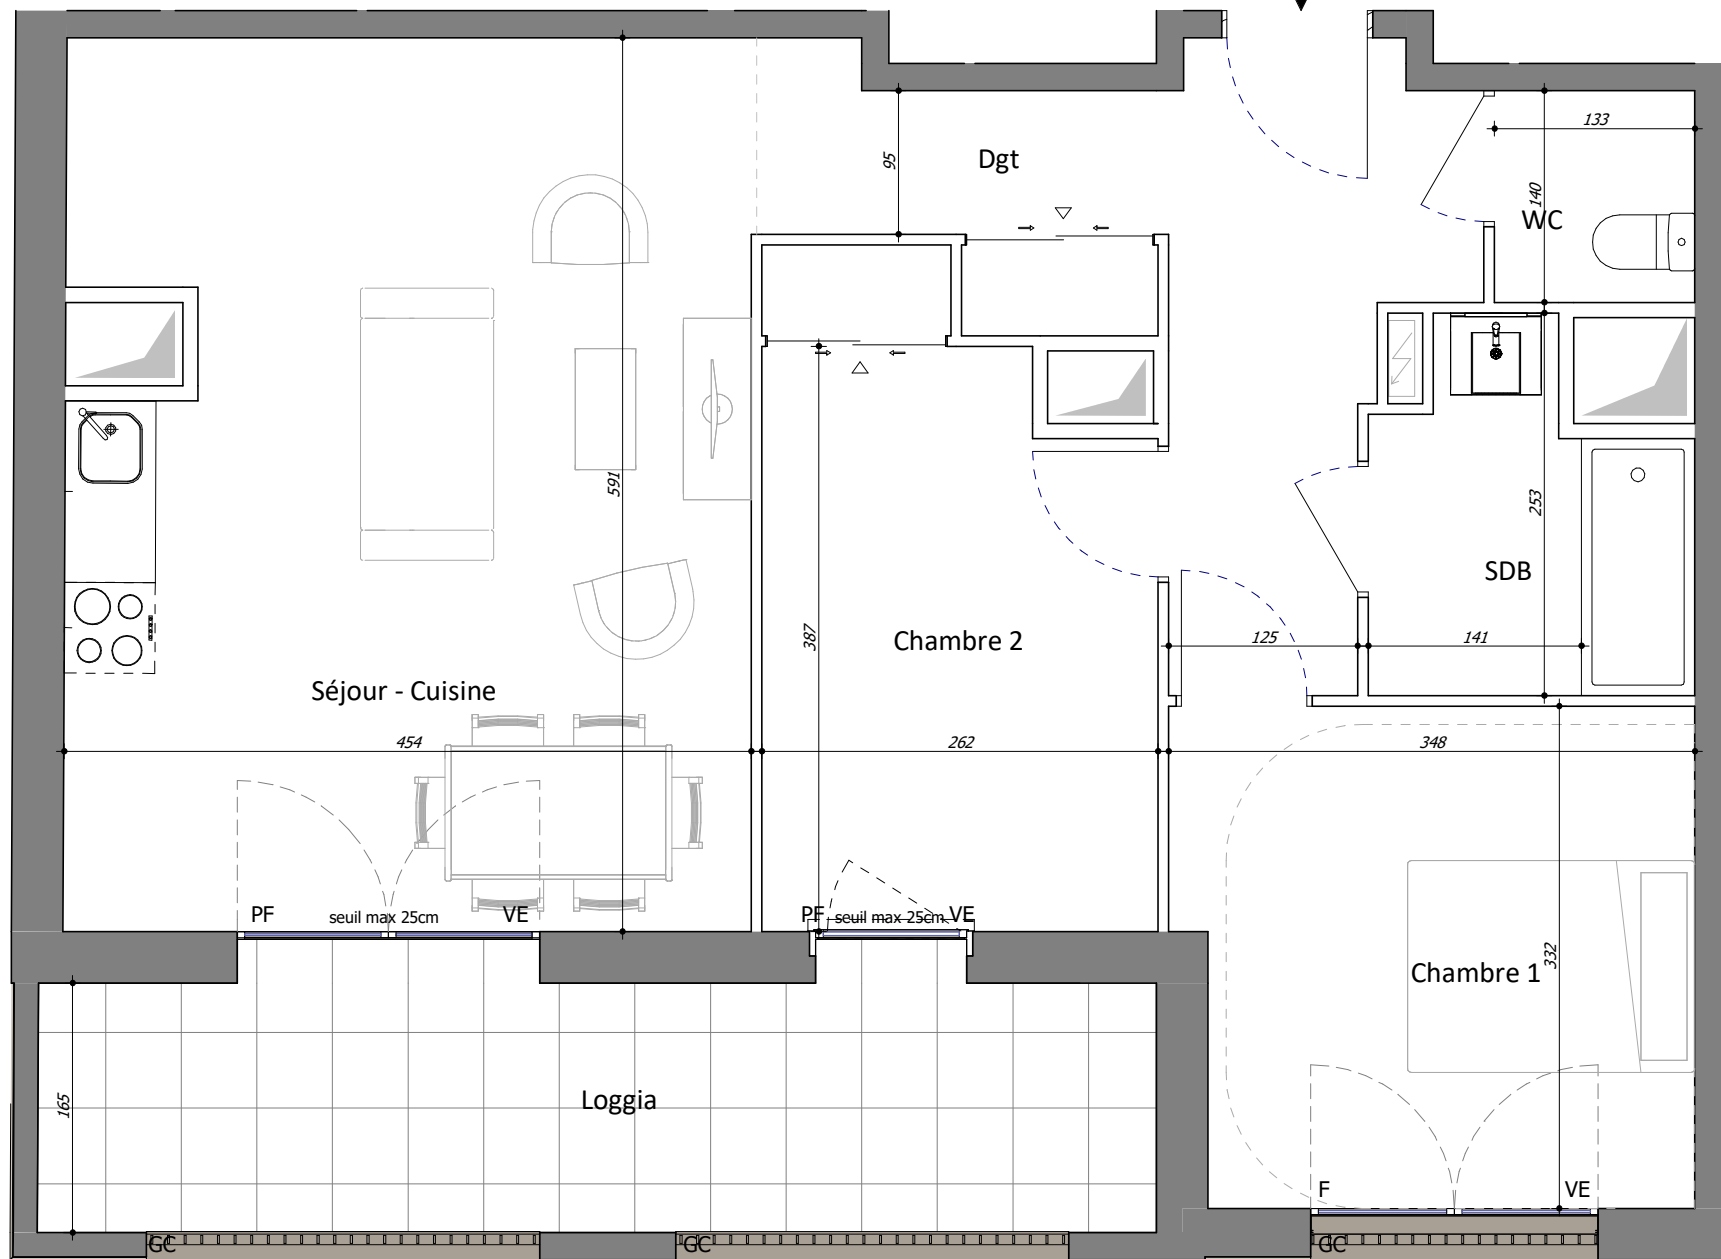 133
95
Dgt
140
WC
591
253
SDB
387
Chambre 2
125
141
Séjour - Cuisine
454
262
348
PF seuil max 25cm VE
PF seuil max 25cm VE
332
Chambre 1
165
Loggia
F VE
GC
GC
GC